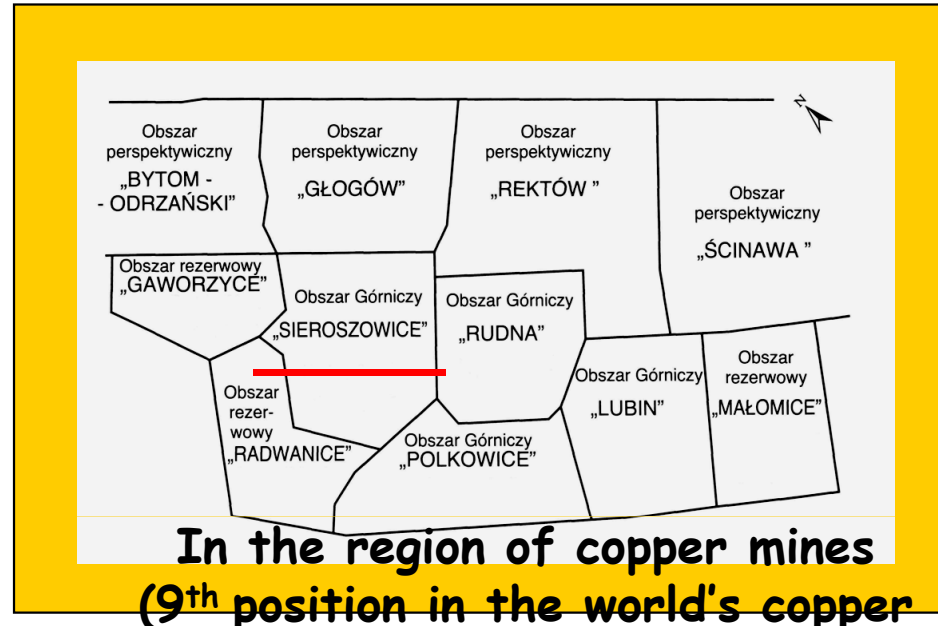 N
Obszar
perspektywiczny
„BYTOM -
- ODRZAŃSKI”
Obszar
perspektywiczny
„GŁOGÓW”
Obszar
perspektywiczny
„REKTÓW ”
Obszar
perspektywiczny
„ŚCINAWA ”
Obszar rezerwowy
„GAWORZYCE”
Obszar Górniczy
„SIEROSZOWICE”
Obszar Górniczy
„RUDNA”
Obszar
rezer-
wowy
„RADWANICE”
Obszar Górniczy
„POLKOWICE”
Obszar Górniczy
„LUBIN”
Obszar
rezerwowy
„MAŁOMICE”
In the region of copper mines
(9th position in the world's copper